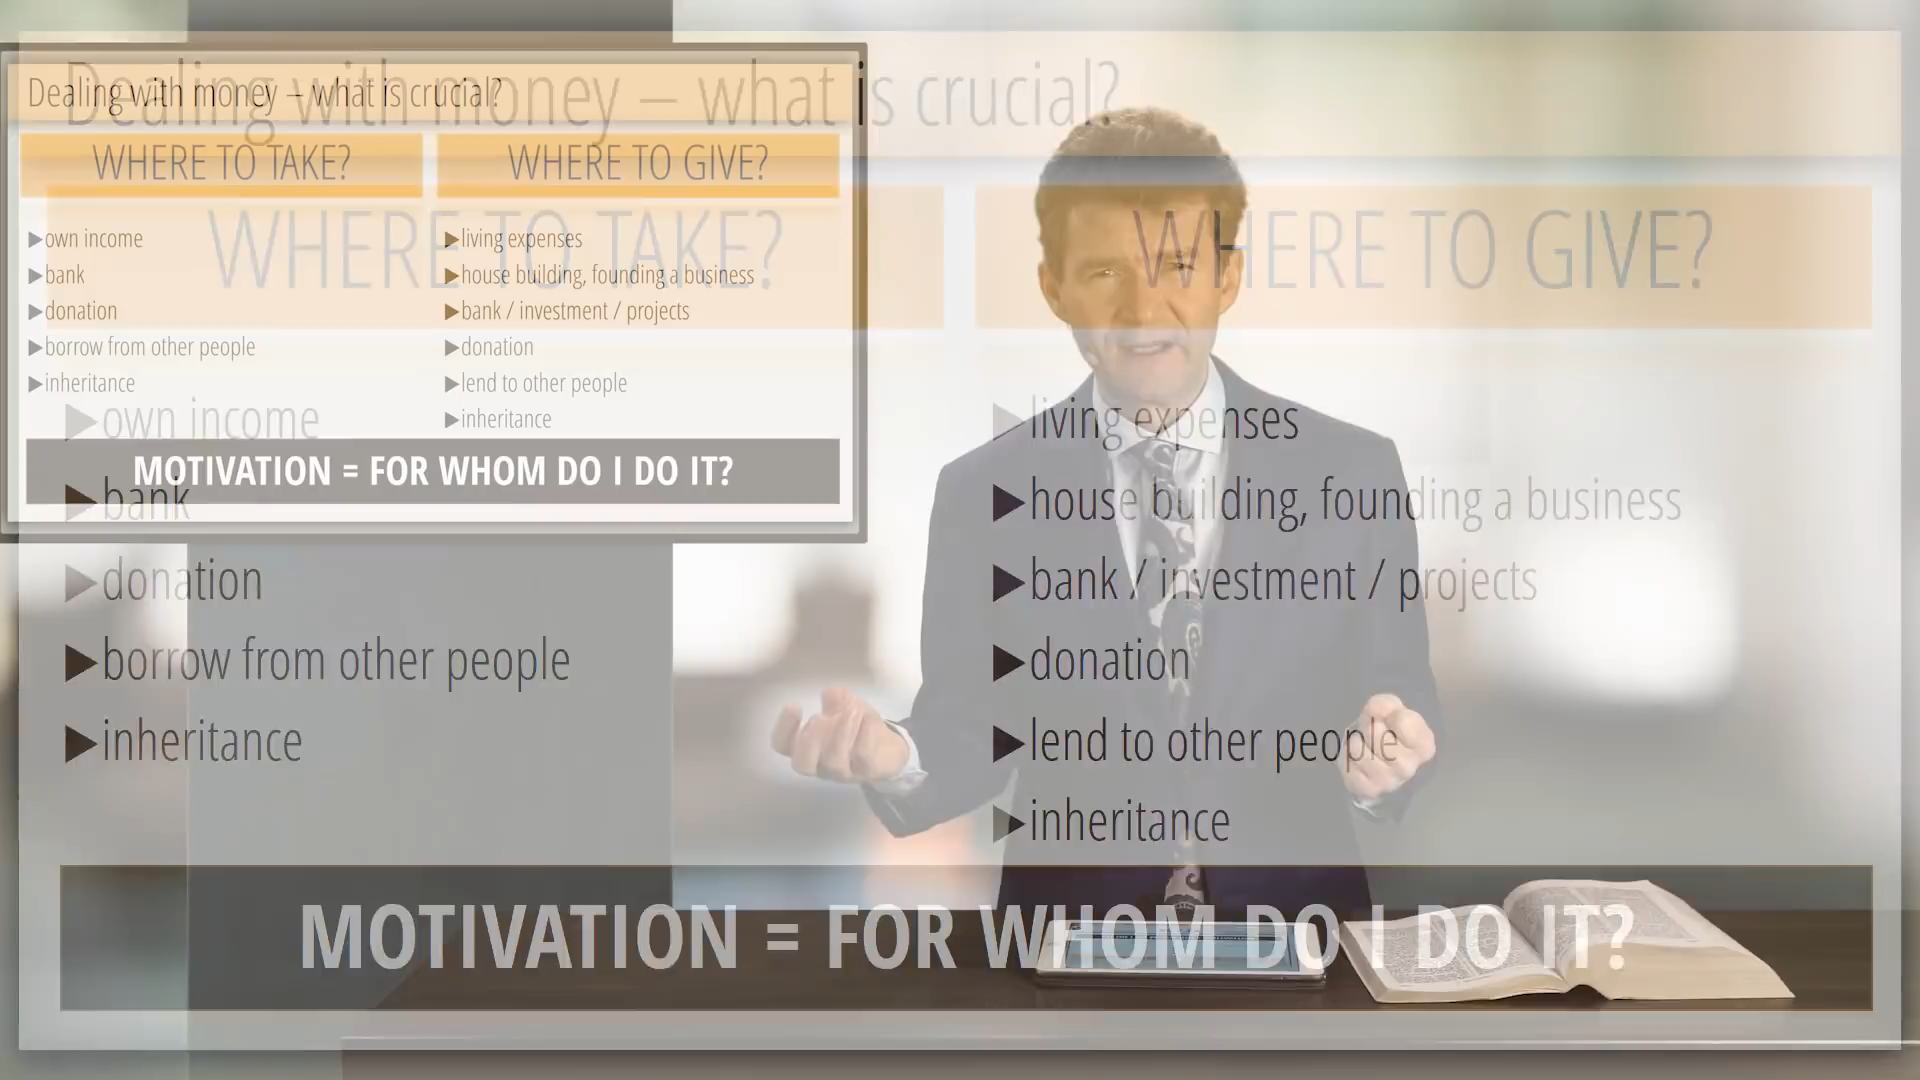 Dealing with money – what is crucial?
WHERE TO TAKE?
▶own income
▶bank
▶donation
▶borrow from other people
▶inheritance
WHERE TO GIVE?
▶living expenses
▶house building, founding a business
▶bank / investment / projects
▶donation
▶lend to other people
▶inheritance
MOTIVATION = FOR WHOM DO I DO IT?
Dealing with money – what is crucial?
WHERE TO TAKE?
▶own income
▶bank
▶donation
▶borrow from other people
▶inheritance
WHERE TO GIVE?
▶living expenses
▶house building, founding a business
▶bank / investment / projects
▶donation
▶lend to other people
▶inheritance
MOTIVATION = FOR WHOM DO I DO IT?